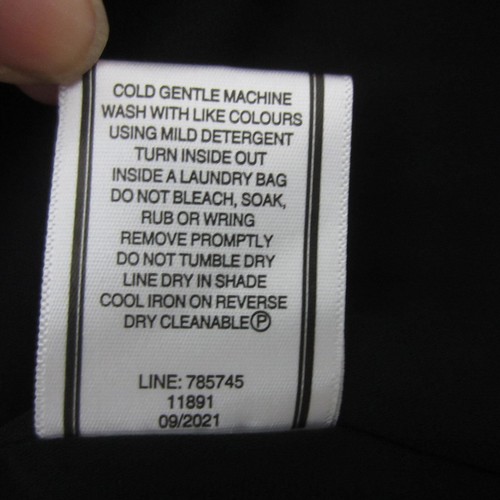 COLD GENTLE MACHINE
WASH WITH LIKE COLOURS
USING MILD DETERGENT
TURN INSIDE OUT
INSIDE A LAUNDRY BAG
DO NOT BLEACH, SOAK,
RUB OR WRING
REMOVE PROMPTLY
DO NOT TUMBLE DRY
LINE DRY IN SHADE
COOL IRON ON REVERSE
DRY CLEANABLE Ⓟ
LINE: 785745
11891
09/2021